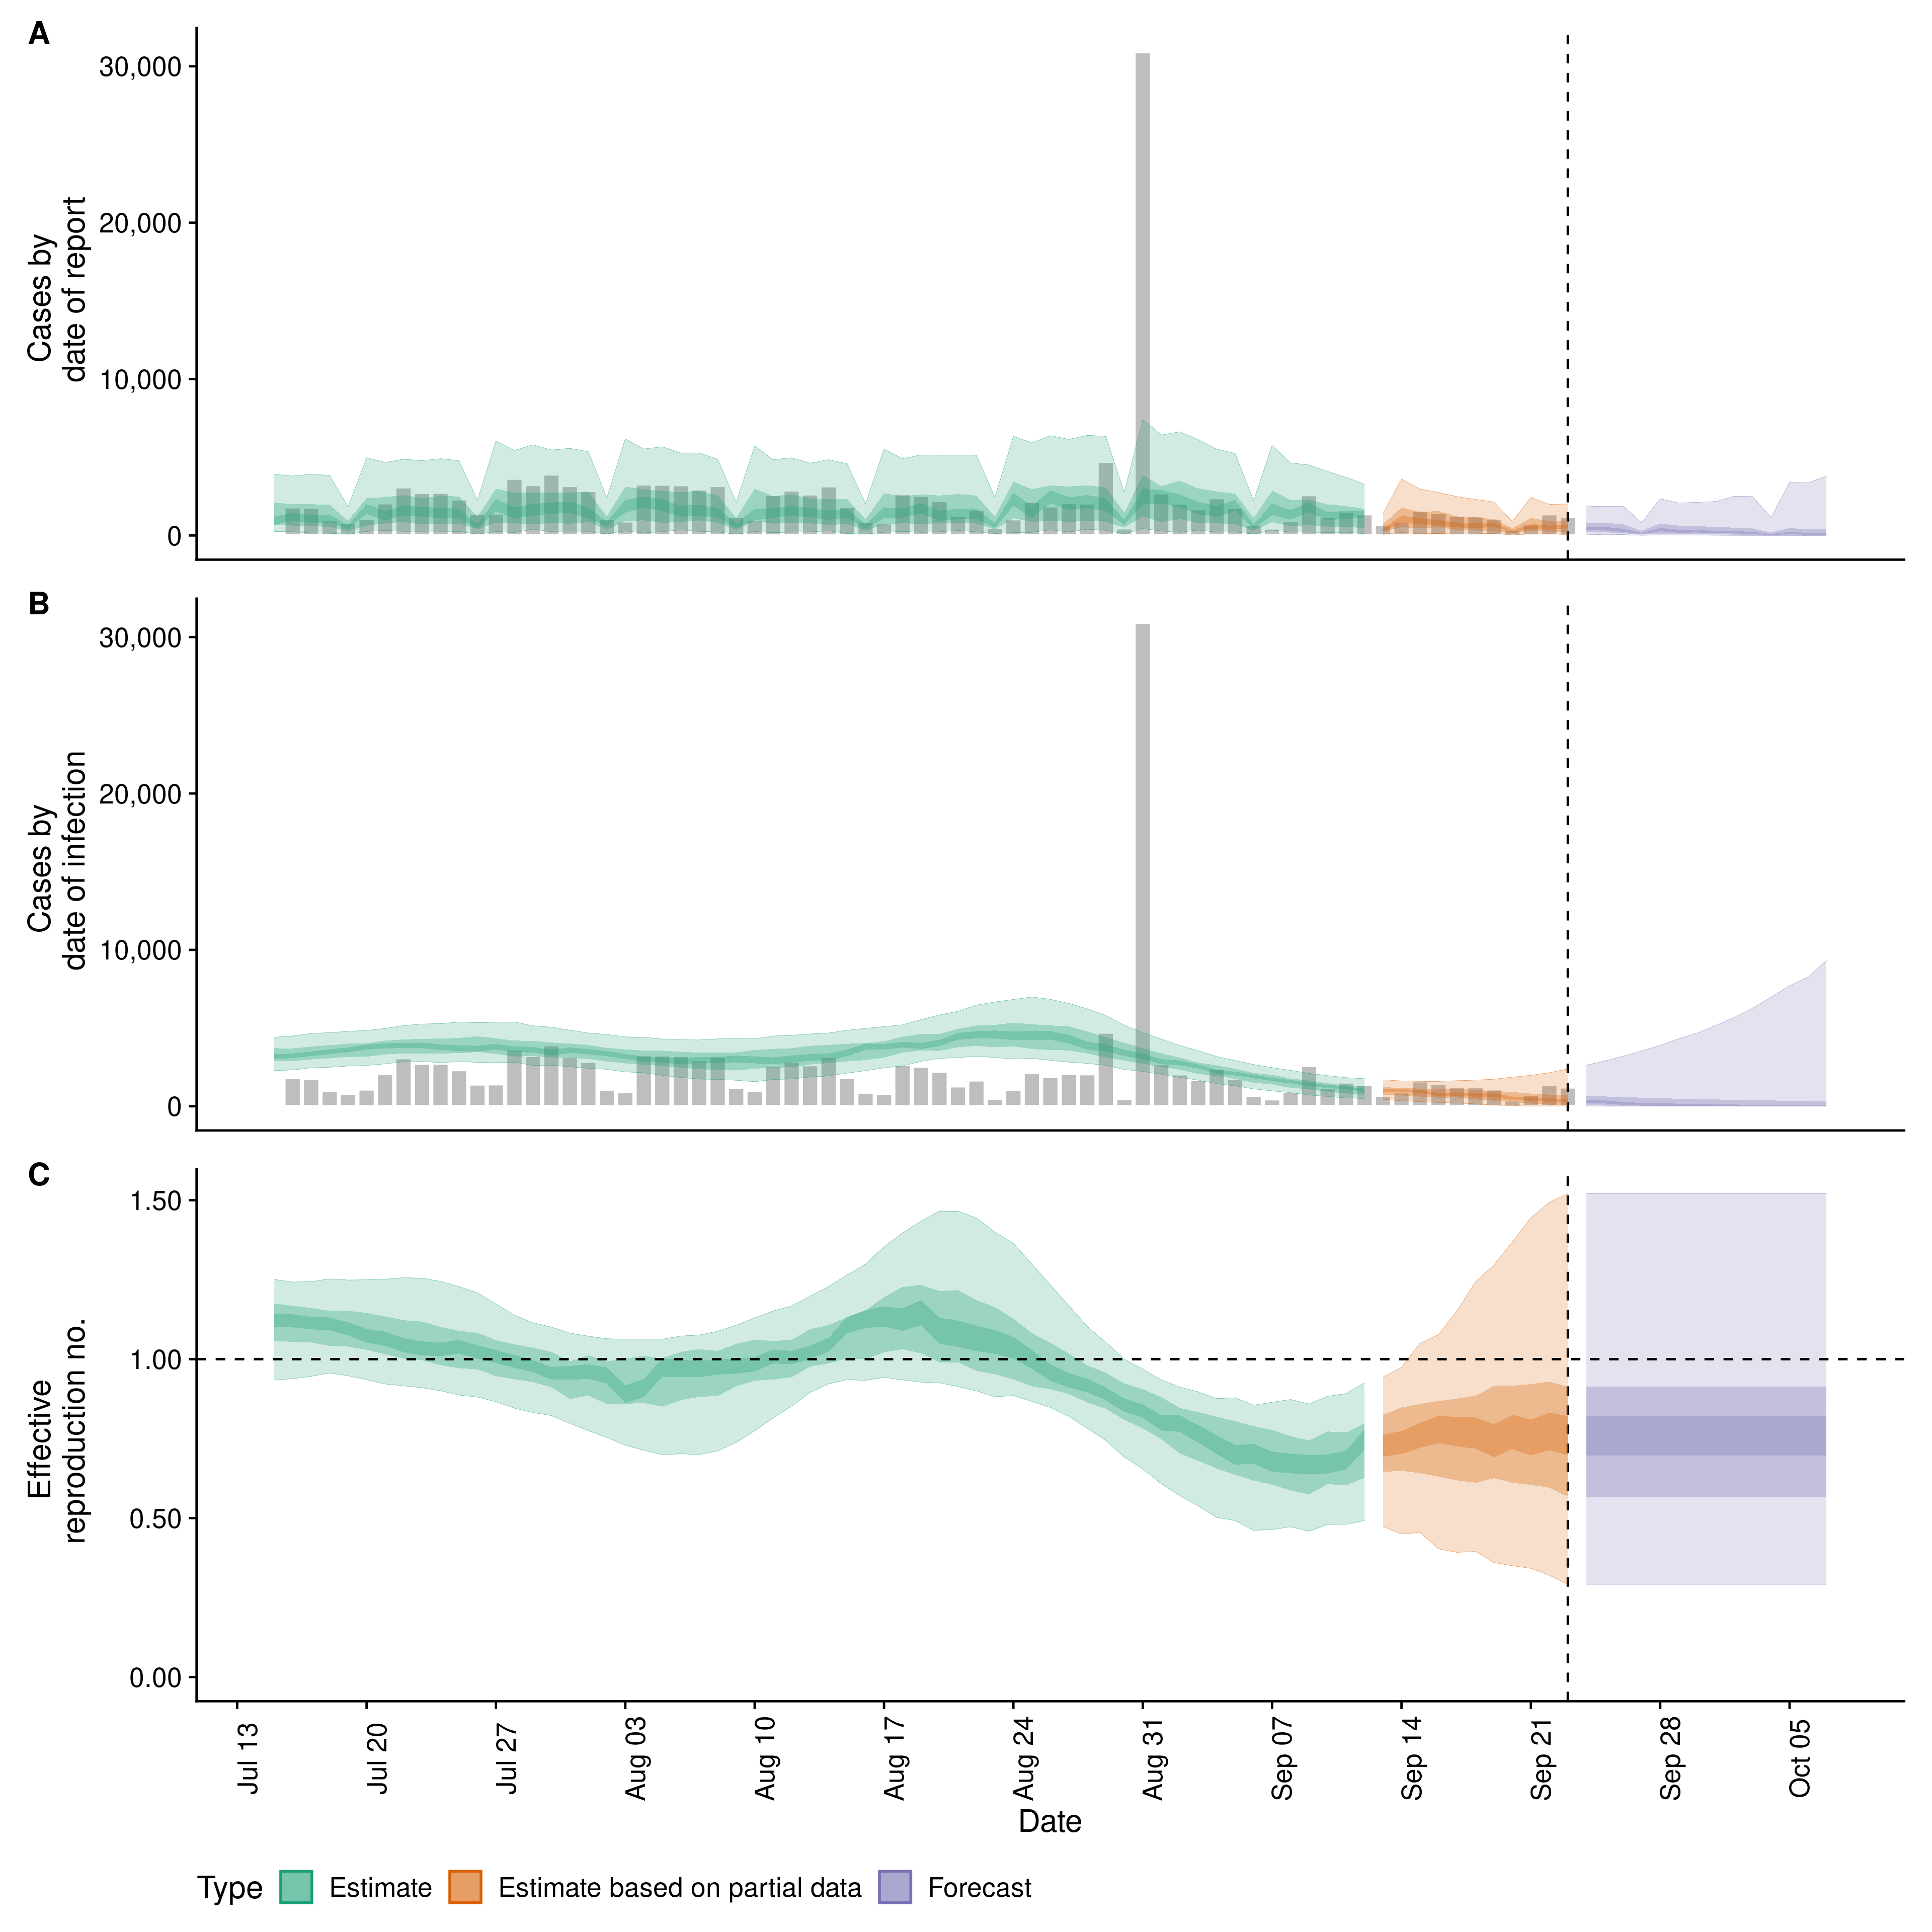 A
30,000
20,000
10,000
0
Cases by
date of report
B
30,000
20,000
10,000
0
Cases by
date of infection
C
1.50
1.00
0.50
0.00
Effective
reproduction no.
Jul 13
Jul 20
Jul 27
Aug 03
Aug 10
Aug 17
Aug 24
Aug 31
Sep 07
Sep 14
Sep 21
Sep 28
Oct 05
Date
Type Estimate Estimate based on partial data Forecast